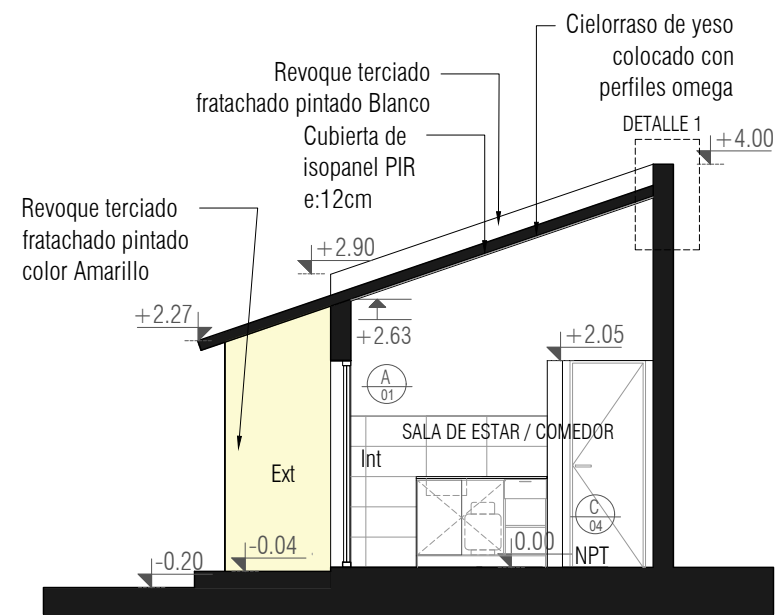 Cielorraso de yeso
colocado con
perfiles omega
Revoque terciado
fratachado pintado Blanco
Cubierta de
isopanel PIR
e:12cm
DETALLE 1
+4.00
Revoque terciado
fratachado pintado
color Amarillo
+2.90
+2.27
+2.63
+2.05
A
01
SALA DE ESTAR / COMEDOR
Int
Ext
C
04
-0.20
-0.04
0.00
NPT